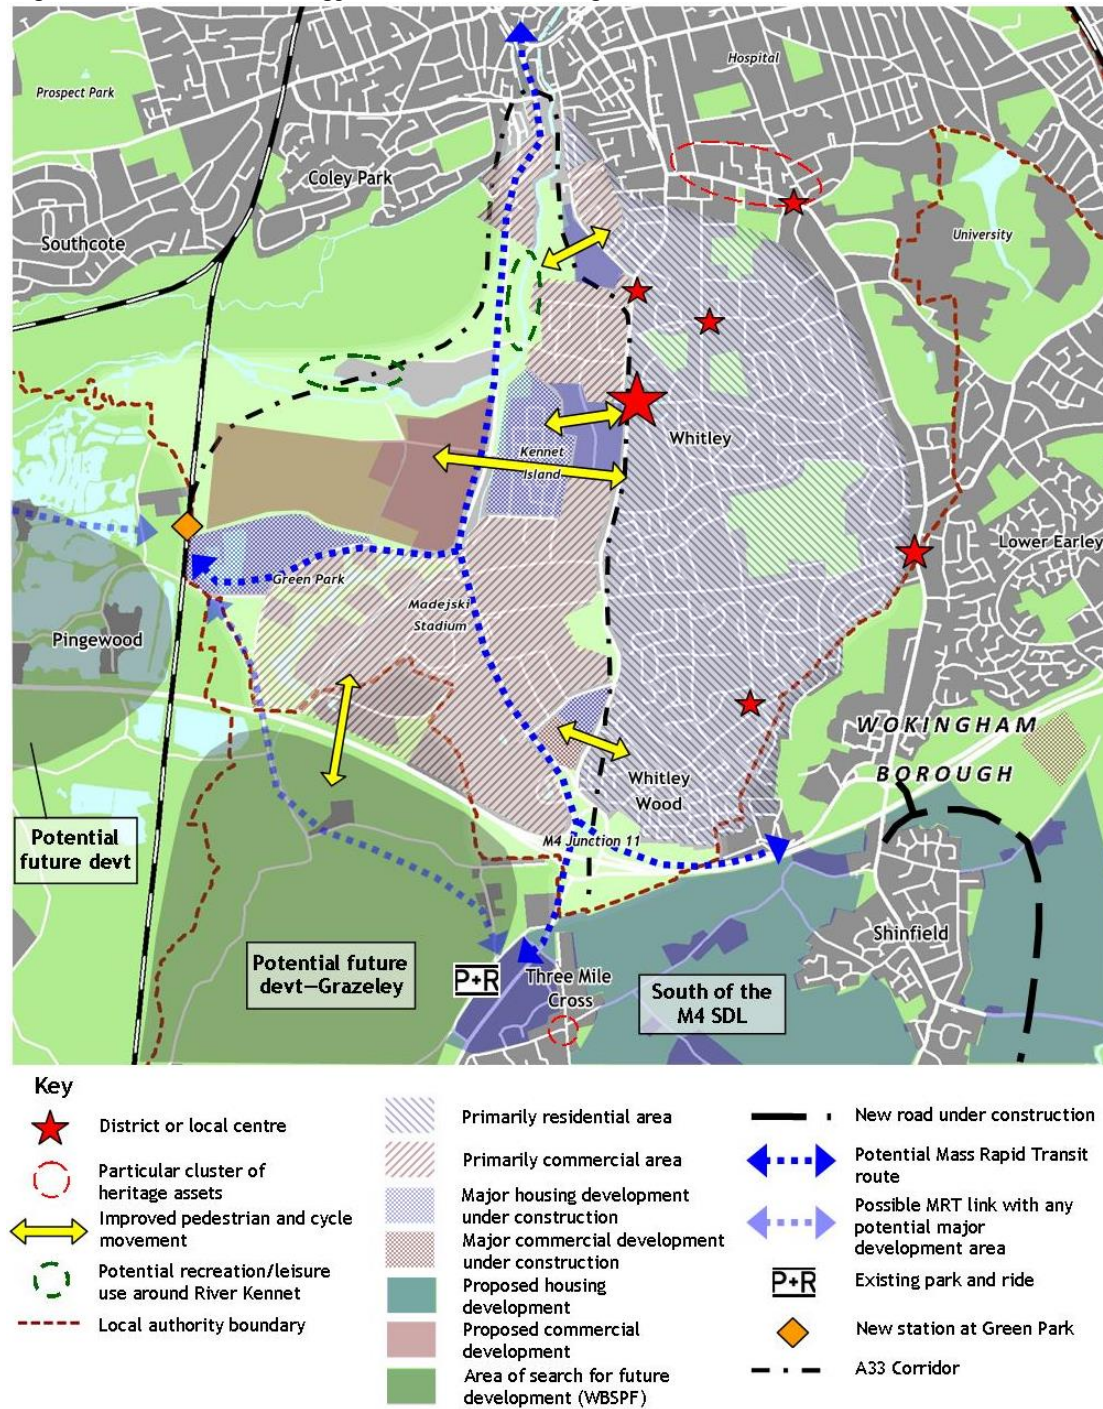 Prospect Park
Hospital
Coley Park
Southcote
University
Whitley
Kennet
Island
Lower Earley
Green Park
Madejski
Stadium
Pingewood
WOKINGHAM
BOROUGH
Whitley
Wood
Potential
future devt
M4 Junction 11
Shinfield
Potential future
devt—Grazeley
P+R
Three Mile
Cross
South of the
M4 SDL
Key
District or local centre
Particular cluster of
heritage assets
Improved pedestrian and cycle
movement
Potential recreation/leisure
use around River Kennet
Local authority boundary
Primarily residential area
Primarily commercial area
Major housing development
under construction
Major commercial development
under construction
Proposed housing
development
Proposed commercial
development
Area of search for future
development (WBSPF)
New road under construction
Potential Mass Rapid Transit
route
Possible MRT link with any
potential major
development area
P+R
Existing park and ride
New station at Green Park
A33 Corridor